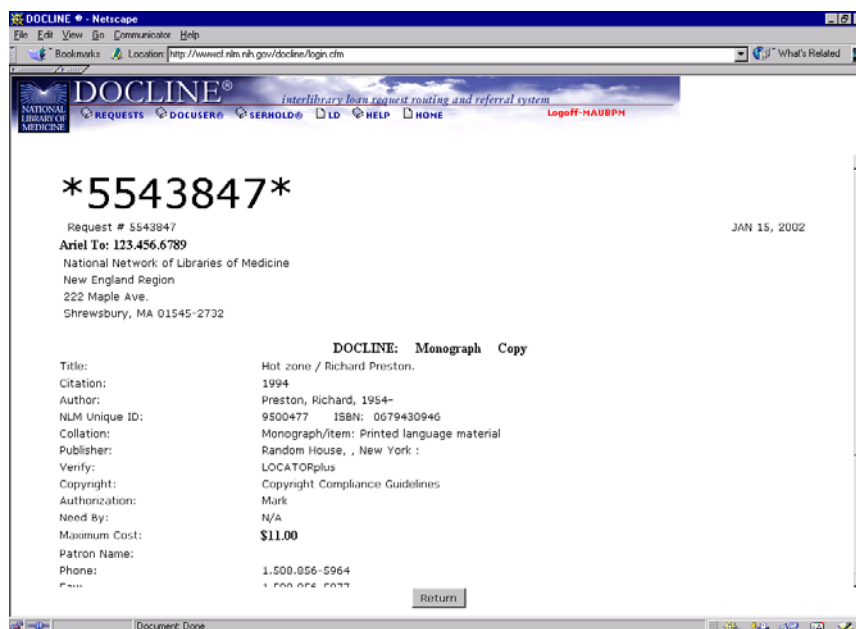 DOCLINE ® - Netscape
File Edit View Go Communicator Help
Bookmarks Location: http://wwwcf.nlm.nih.gov/docline/login.cfm What's Related
DOCLINE®
interlibrary loan request routing and referral system
NATIONAL LIBRARY OF MEDICINE
REQUESTS DOCUSER® SERHOLD® LD HELP HOME Logoff-MAUBPM
*5543847*
Request # 5543847 JAN 15, 2002
Ariel To: 123.456.6789
National Network of Libraries of Medicine
New England Region
222 Maple Ave.
Shrewsbury, MA 01545-2732
DOCLINE: Monograph Copy
Title: Hot zone / Richard Preston.
Citation: 1994
Author: Preston, Richard, 1954-
NLM Unique ID: 9500477 ISBN: 0679430946
Collation: Monograph/item: Printed language material
Publisher: Random House, , New York :
Verify: LOCATORplus
Copyright: Copyright Compliance Guidelines
Authorization: Mark
Need By: N/A
Maximum Cost: $11.00
Patron Name:
Phone: 1.508.856-5964
Return
Document: Done